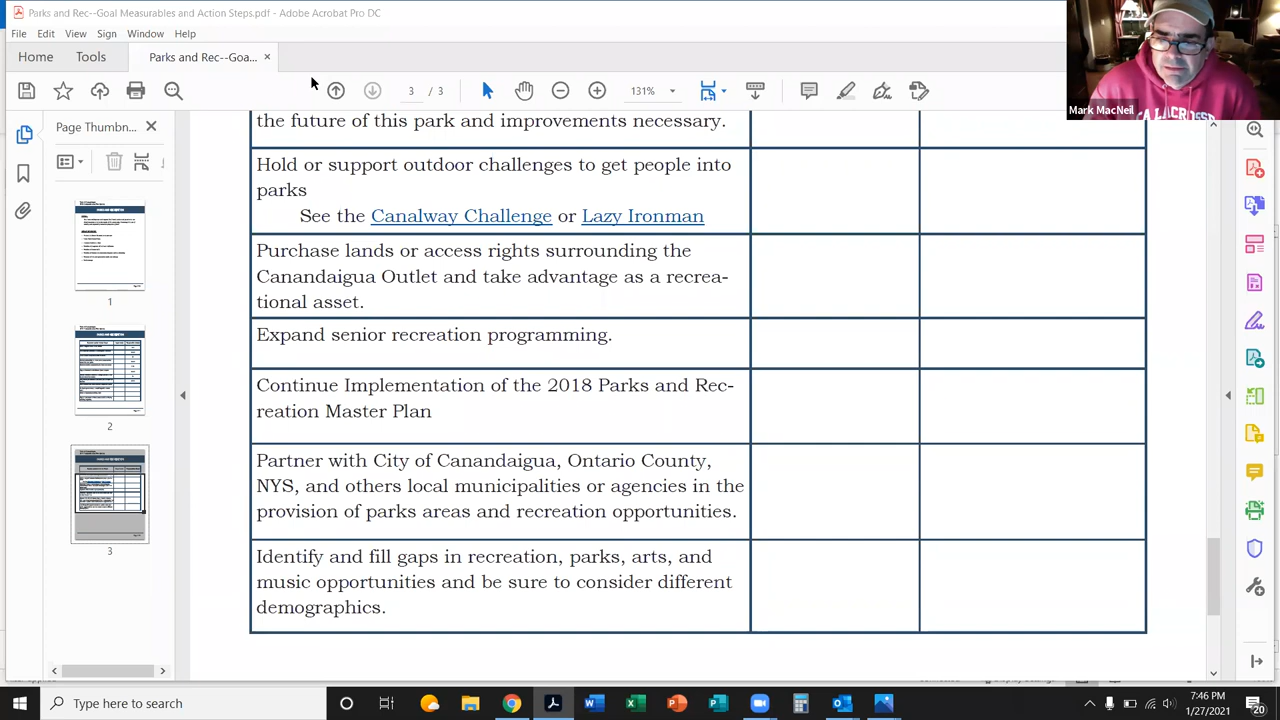 Parks and Rec--Goal Measurables and Action Steps.pdf - Adobe Acrobat Pro DC
File Edit View Sign Window Help
Home Tools Parks and Rec--Goa... ×
3 / 3 131%
Mark MacNeil
Page Thumbn...
1
2
3
the future of the park and improvements necessary.
Hold or support outdoor challenges to get people into
parks
See the Canalway Challenge or Lazy Ironman
Purchase lands or access rights surrounding the
Canandaigua Outlet and take advantage as a recrea-
tional asset.
Expand senior recreation programming.
Continue Implementation of the 2018 Parks and Rec-
reation Master Plan
Partner with City of Canandaigua, Ontario County,
NYS, and others local municipalities or agencies in the
provision of parks areas and recreation opportunities.
Identify and fill gaps in recreation, parks, arts, and
music opportunities and be sure to consider different
demographics.
Type here to search
7:46 PM
1/27/2021
20